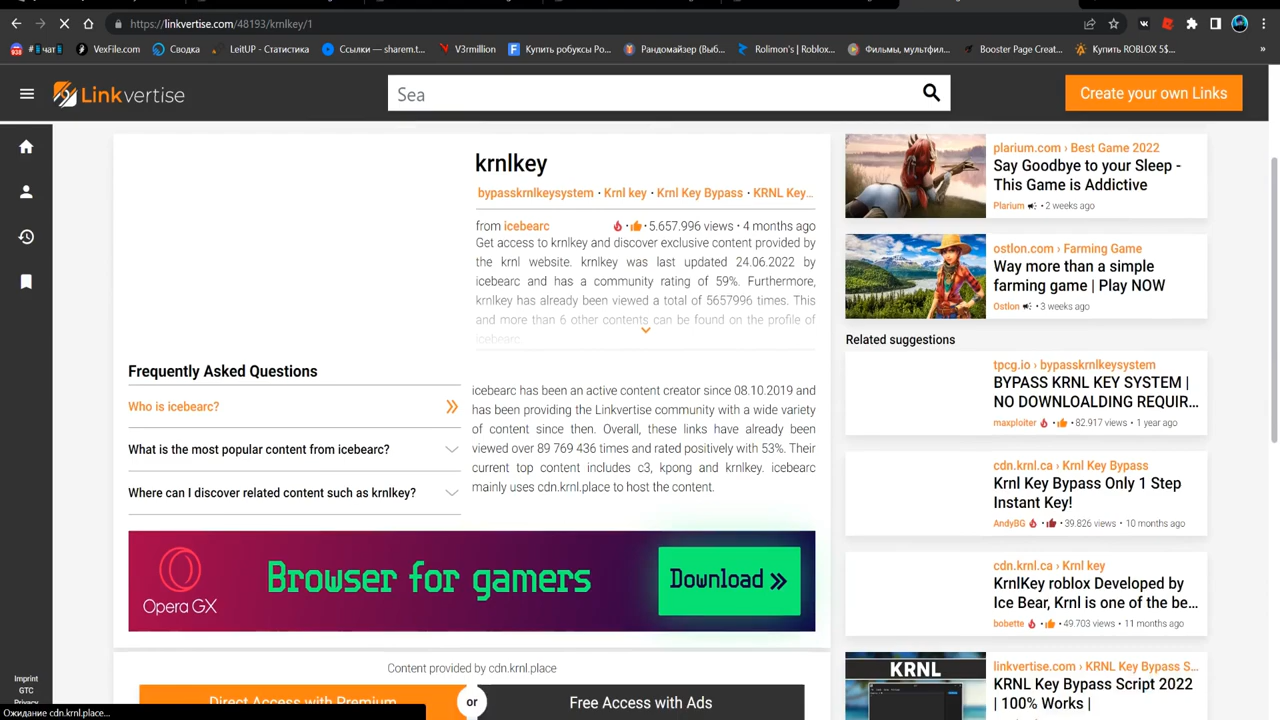 https://linkvertise.com/48193/krnlkey/1
VexFile.com
Сводка
LeitUP - Статистика
Ссылки — sharem.t...
V3rmillion
Купить робуксы Ро...
Рандомайзер (Выб...
Rolimon's | Roblox...
Фильмы, мультфил...
Booster Page Creat...
Купить ROBLOX 5$...
»
Linkvertise
Sea
Create your own Links
krnlkey
bypasskrnlkeysystem · Krnl key · Krnl Key Bypass · KRNL Key...
from icebearc
5.657.996 views • 4 months ago
Get access to krnlkey and discover exclusive content provided by
the krnl website. krnlkey was last updated 24.06.2022 by
icebearc and has a community rating of 59%. Furthermore,
krnlkey has already been viewed a total of 5657996 times. This
and more than 6 other contents can be found on the profile of
icebearc
Frequently Asked Questions
Who is icebearc?
What is the most popular content from icebearc?
Where can I discover related content such as krnlkey?
icebearc has been an active content creator since 08.10.2019 and
has been providing the Linkvertise community with a wide variety
of content since then. Overall, these links have already been
viewed over 89 769 436 times and rated positively with 53%. Their
current top content includes c3, kpong and krnlkey. icebearc
mainly uses cdn.krnl.place to host the content.
Opera GX
Browser for gamers
Download »
Content provided by cdn.krnl.place
Direct Access with Premium
or
Free Access with Ads
plarium.com › Best Game 2022
Say Goodbye to your Sleep -
This Game is Addictive
Plarium • 2 weeks ago
ostlon.com › Farming Game
Way more than a simple
farming game | Play NOW
Ostlon • 3 weeks ago
Related suggestions
tpcg.io › bypasskrnlkeysystem
BYPASS KRNL KEY SYSTEM |
NO DOWNLOALDING REQUIR...
maxploiter • 82.917 views • 1 year ago
cdn.krnl.ca › Krnl Key Bypass
Krnl Key Bypass Only 1 Step
Instant Key!
AndyBG • 39.826 views • 10 months ago
cdn.krnl.ca › Krnl key
KrnlKey roblox Developed by
Ice Bear, Krnl is one of the be...
bobette • 49.703 views • 11 months ago
KRNL
linkvertise.com › KRNL Key Bypass S...
KRNL Key Bypass Script 2022
| 100% Works |
Imprint
GTC
Privacy
Ожидание cdn.krnl.place...